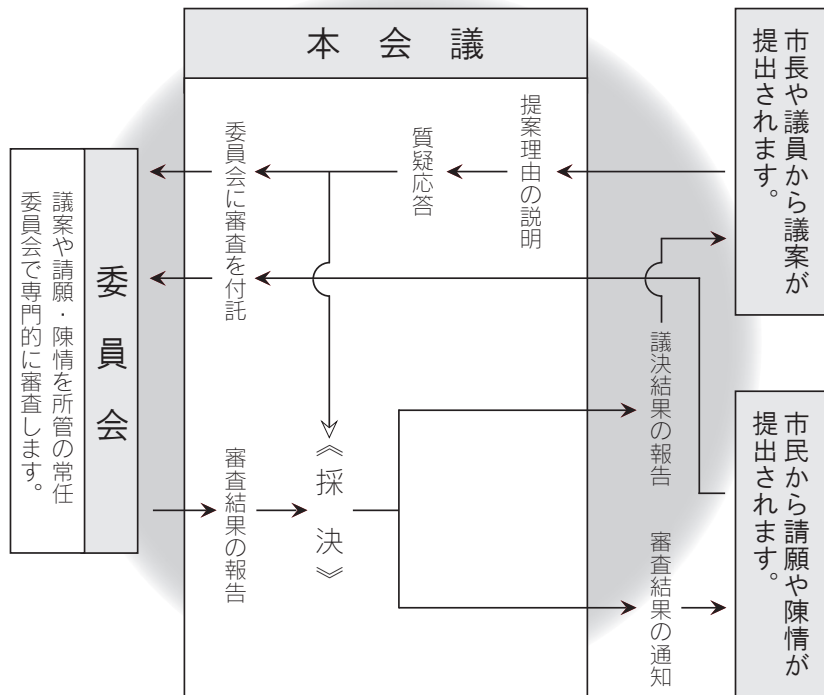 本会議
市長や議員から議案が
提出されます。
提案理由の説明
質疑応答
委員会に審査を付託
委員会
議案や請願・陳情を所管の常任
委員会で専門的に審査します。
審査結果の報告
《採決》
議決結果の報告
審査結果の通知
市民から請願や陳情が
提出されます。